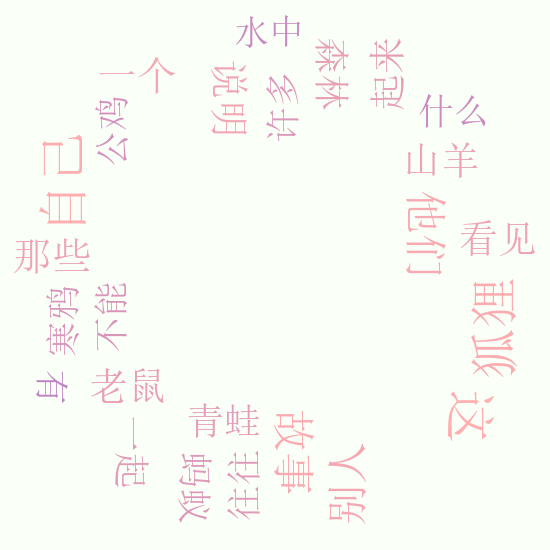 水中
一个
说明
许多
森林
起来
公鸡
什么
山羊
自己
他们
看见
那些
寒鸦
不能
狐狸
有
老鼠
这
一起
青蛙
蚂蚁
往往
故事
别人